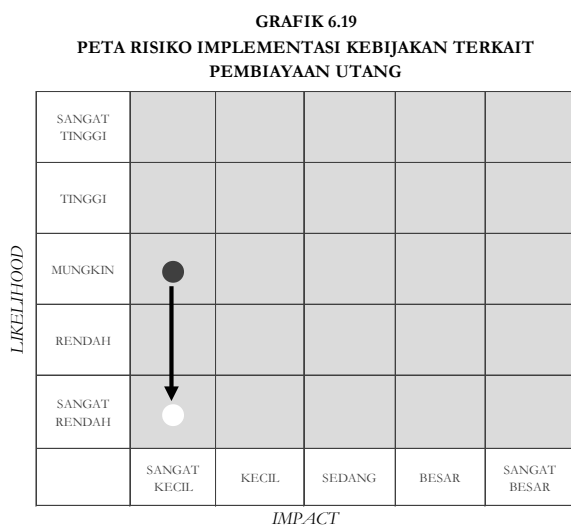 GRAFIK 6.19
PETA RISIKO IMPLEMENTASI KEBIJAKAN TERKAIT
PEMBIAYAAN UTANG
LIKELIHOOD
SANGAT
TINGGI
TINGGI
MUNGKIN
RENDAH
SANGAT
RENDAH
SANGAT
KECIL
KECIL
SEDANG
BESAR
SANGAT
BESAR
IMPACT